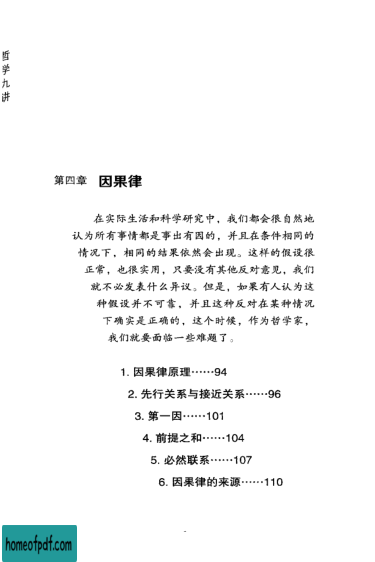 哲学九讲
第四章 因果律
在实际生活和科学研究中，我们都会很自然地
认为所有事情都是事出有因的，并且在条件相同的
情况下，相同的结果依然会出现。这样的假设很
正常，也很实用，只要没有其他反对意见，我们
就不必发表什么异议。但是，如果有人认为这
种假设并不可靠，并且这种反对在某种情况
下确实是正确的，这个时候，作为哲学家，
我们就要面临一些难题了。
1. 因果律原理……94
2. 先行关系与接近关系……96
3. 第一因……101
4. 前提之和……104
5. 必然联系……107
6. 因果律的来源……110
homeofpdf.com